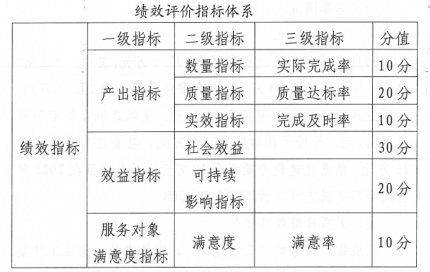 绩效评价指标体系
一级指标 二级指标 三级指标 分值
绩效指标 产出指标 数量指标 实际完成率 10分
质量指标 质量达标率 20分
实效指标 完成及时率 10分
效益指标 社会效益 30分
可持续
影响指标 20分
服务对象
满意度指标 满意度 满意率 10分